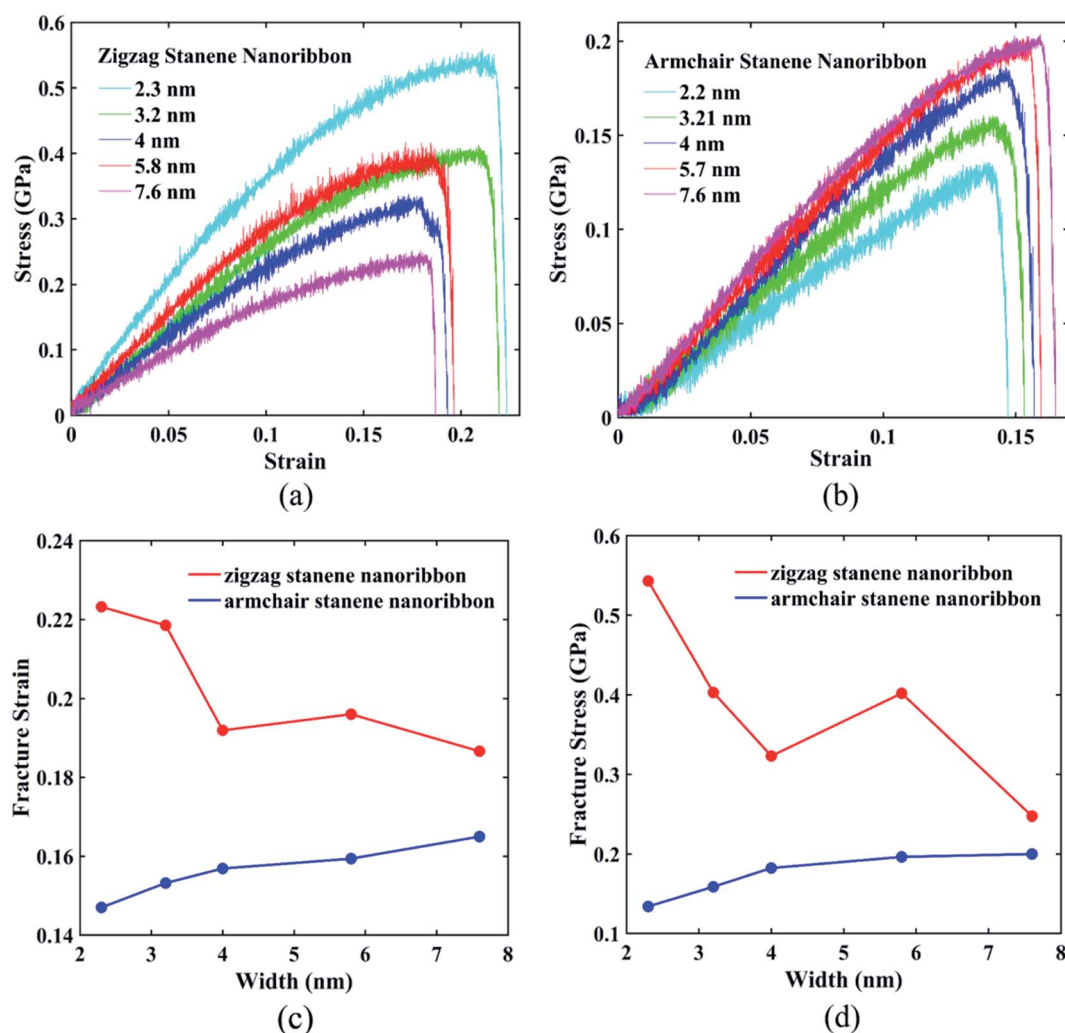 Zigzag Stanene Nanoribbon
2.3 nm
3.2 nm
4 nm
5.8 nm
7.6 nm
Stress (GPa)
0.6
0.5
0.4
0.3
0.2
0.1
0
0 0.05 0.1 0.15 0.2
Strain
(a)
Armchair Stanene Nanoribbon
2.2 nm
3.21 nm
4 nm
5.7 nm
7.6 nm
Stress (GPa)
0.2
0.15
0.1
0.05
0
0 0.05 0.1 0.15
Strain
(b)
zigzag stanene nanoribbon
armchair stanene nanoribbon
Fracture Strain
0.24
0.22
0.2
0.18
0.16
0.14
2 3 4 5 6 7 8
Width (nm)
(c)
zigzag stanene nanoribbon
armchair stanene nanoribbon
Fracture Stress (GPa)
0.6
0.5
0.4
0.3
0.2
0.1
2 3 4 5 6 7 8
Width (nm)
(d)